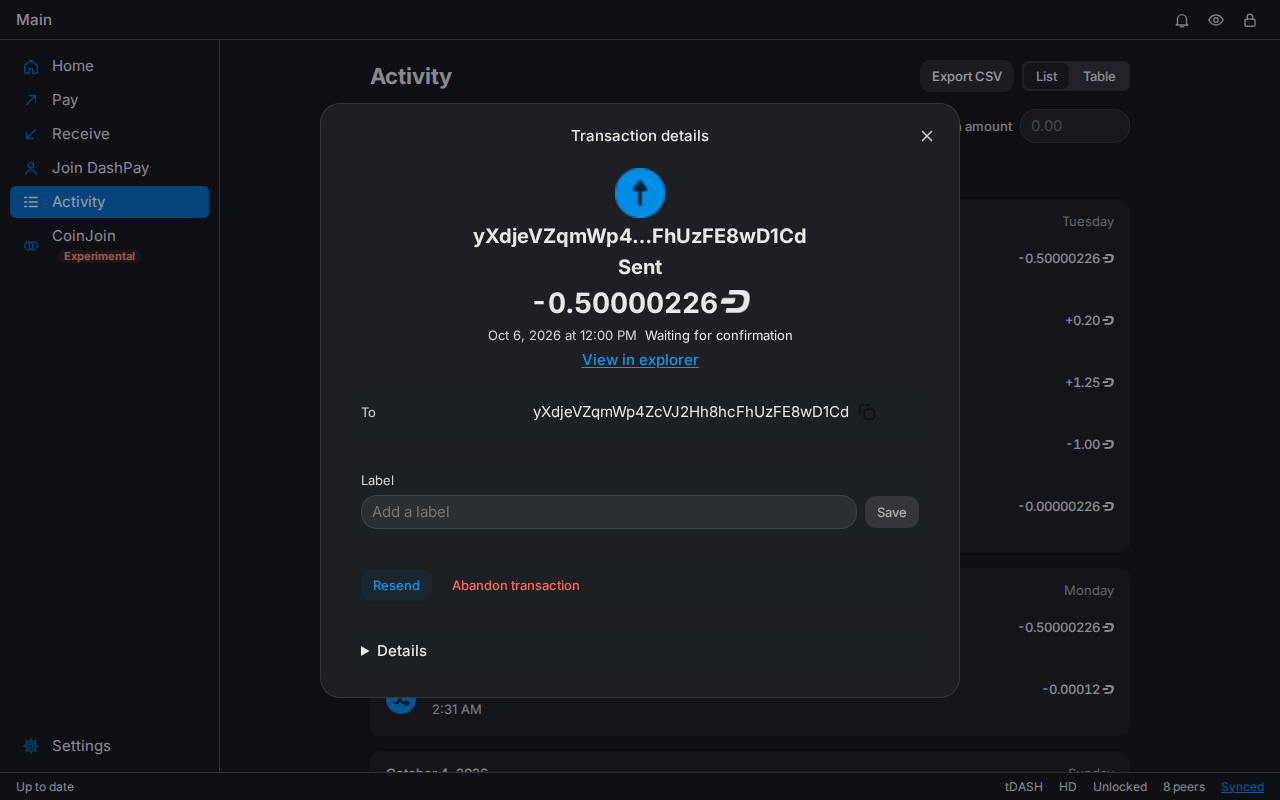 Main
Home
Pay
Receive
Join DashPay
Activity
CoinJoin
Experimental
Settings
Activity
Export CSV
List
Table
amount
0.00
Tuesday
-0.50000226
+0.20
+1.25
-1.00
-0.00000226
Monday
-0.50000226
-0.00012
2:31 AM
Sunday
Transaction details
yXdjeVZqmWp4...FhUzFE8wD1Cd
Sent
-0.50000226
Oct 6, 2026 at 12:00 PM Waiting for confirmation
View in explorer
To yXdjeVZqmWp4ZcVJ2Hh8hcFhUzFE8wD1Cd
Label
Add a label
Save
Resend
Abandon transaction
Details
Up to date
tDASH
HD
Unlocked
8 peers
Synced